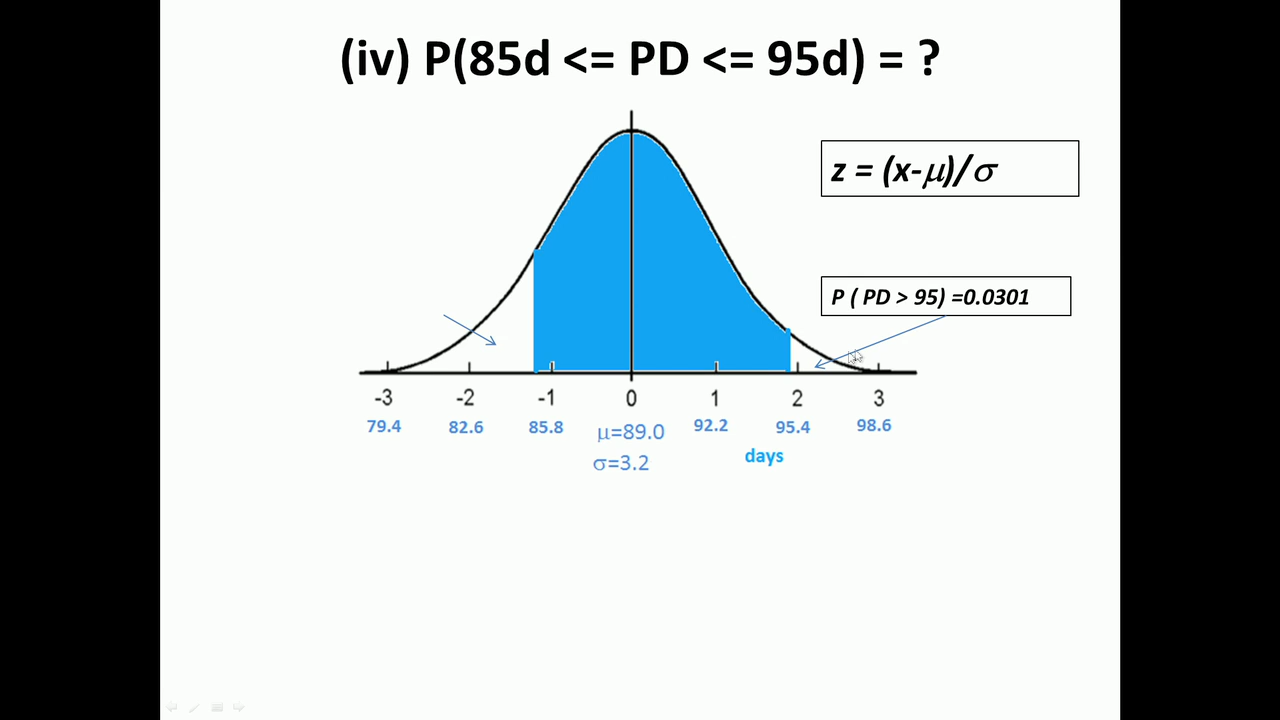 (iv) P(85d <= PD <= 95d) = ?
z = (x-μ)/σ
P ( PD > 95) =0.0301
-3 -2 -1 0 1 2 3
79.4 82.6 85.8 μ=89.0 92.2 95.4 98.6
σ=3.2 days